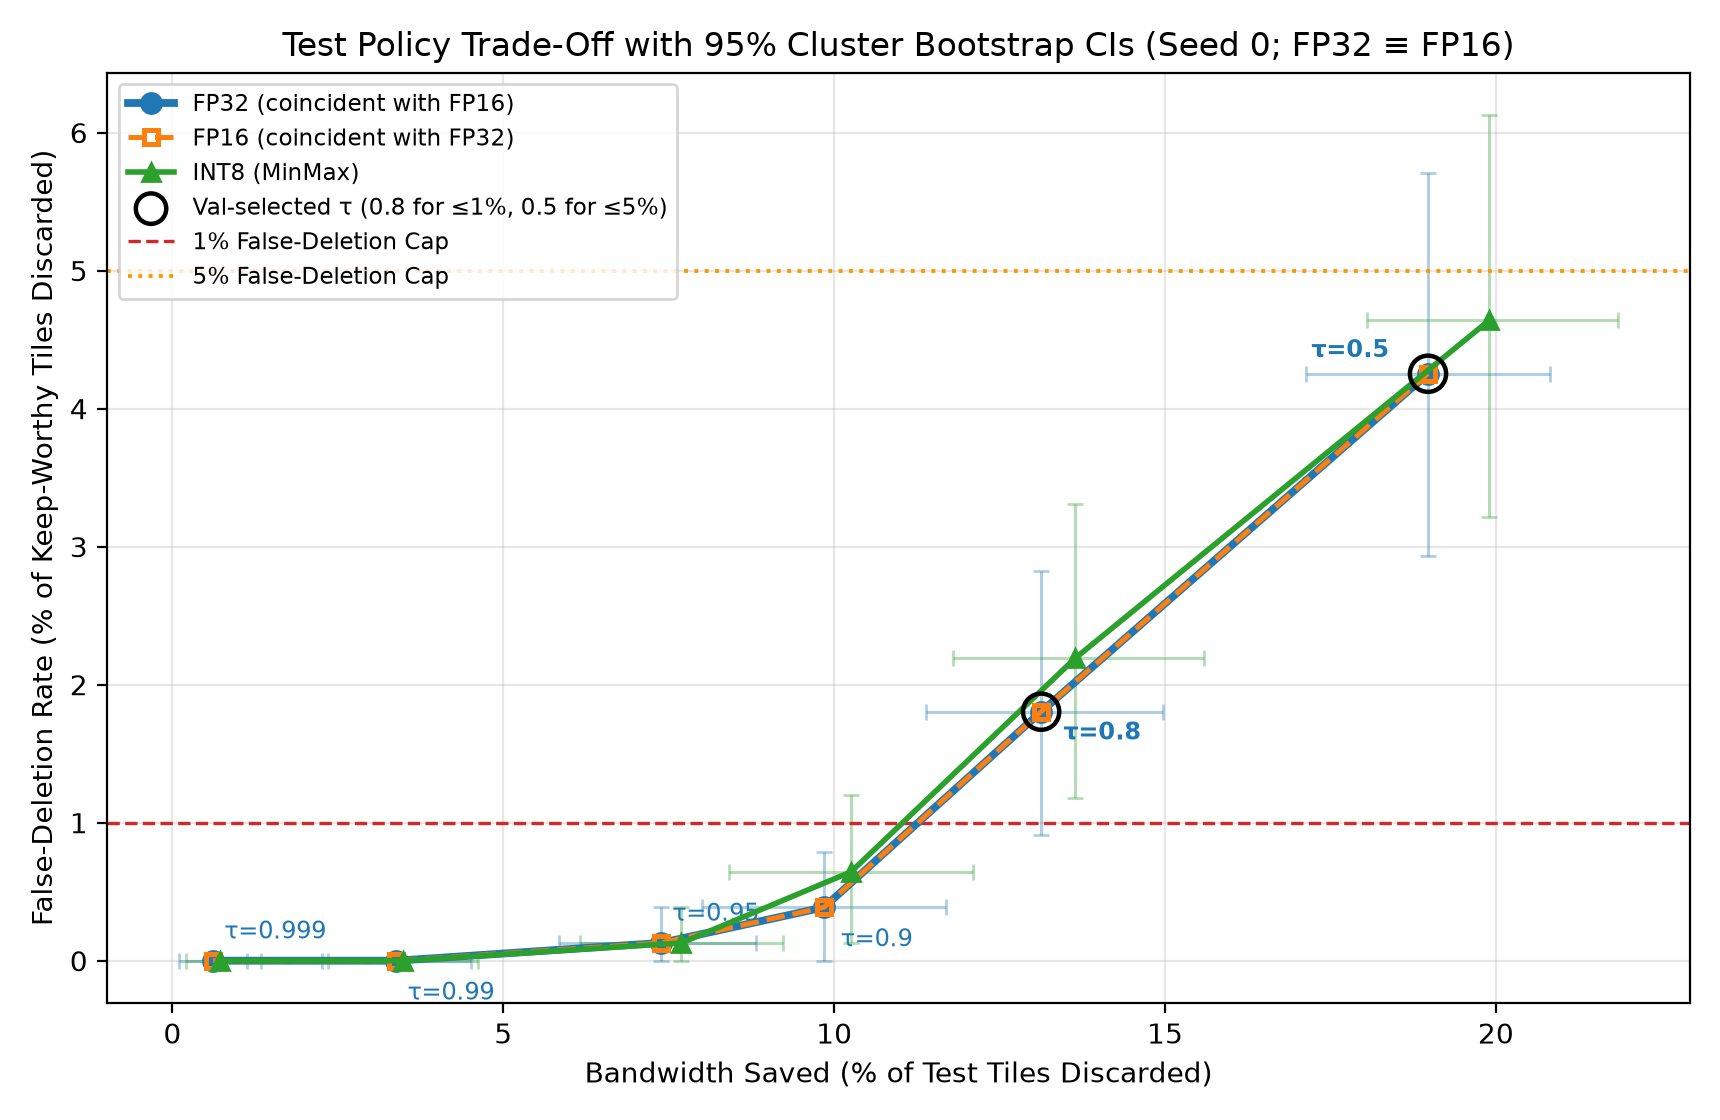 Test Policy Trade-Off with 95% Cluster Bootstrap CIs (Seed 0; FP32 ≡ FP16)
FP32 (coincident with FP16)
FP16 (coincident with FP32)
INT8 (MinMax)
Val-selected τ (0.8 for ≤1%, 0.5 for ≤5%)
1% False-Deletion Cap
5% False-Deletion Cap
False-Deletion Rate (% of Keep-Worthy Tiles Discarded)
6
5
4
3
2
1
0
τ=0.5
τ=0.8
τ=0.95
τ=0.9
τ=0.999
τ=0.99
0
5
10
15
20
Bandwidth Saved (% of Test Tiles Discarded)